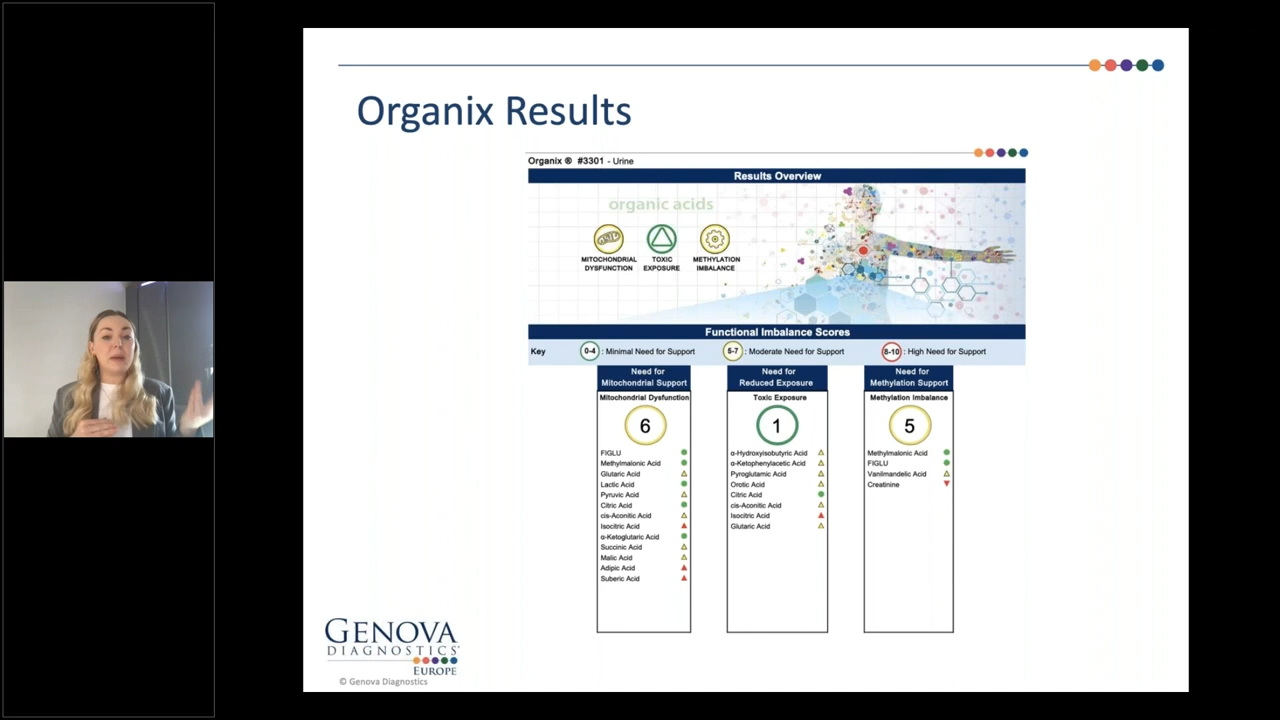 Organix Results
Organix ® #3301 - Urine
Results Overview
organic acids
MITOCHONDRIAL DYSFUNCTION
TOXIC EXPOSURE
METHYLATION IMBALANCE
Functional Imbalance Scores
Key
0-4 : Minimal Need for Support
5-7 : Moderate Need for Support
8-10 : High Need for Support
Need for
Mitochondrial Support
Mitochondrial Dysfunction
6
FIGLU
Methylmalonic Acid
Glutaric Acid
Lactic Acid
Pyruvic Acid
Citric Acid
cis-Aconitic Acid
Isocitric Acid
α-Ketoglutaric Acid
Succinic Acid
Malic Acid
Adipic Acid
Suberic Acid
Need for
Reduced Exposure
Toxic Exposure
1
α-Hydroxyisobutyric Acid
α-Ketophenylacetic Acid
Pyroglutamic Acid
Orotic Acid
Citric Acid
cis-Aconitic Acid
Isocitric Acid
Glutaric Acid
Need for
Methylation Support
Methylation Imbalance
5
Methylmalonic Acid
FIGLU
Vanilmandelic Acid
Creatinine
GENOVA
DIAGNOSTICS
EUROPE
© Genova Diagnostics